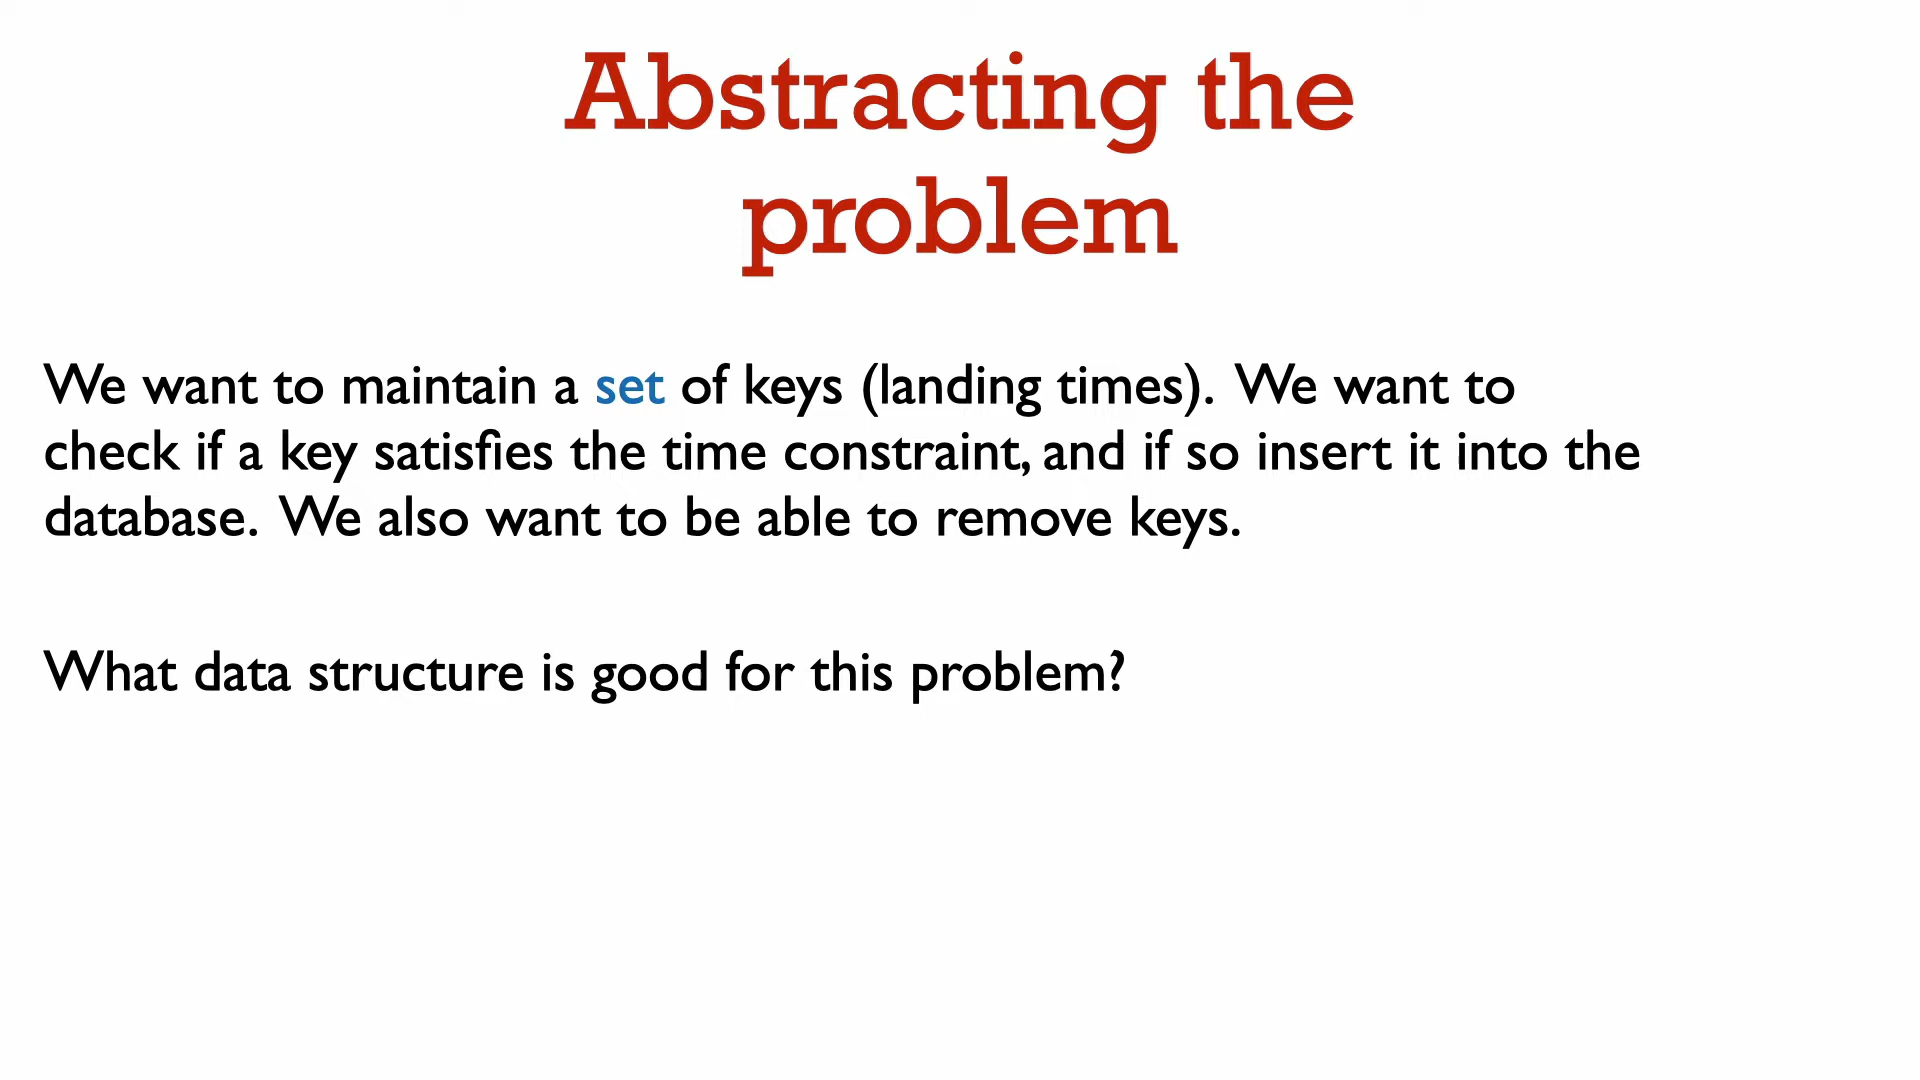 Abstracting the
problem
We want to maintain a set of keys (landing times). We want to
check if a key satisfies the time constraint, and if so insert it into the
database. We also want to be able to remove keys.
What data structure is good for this problem?